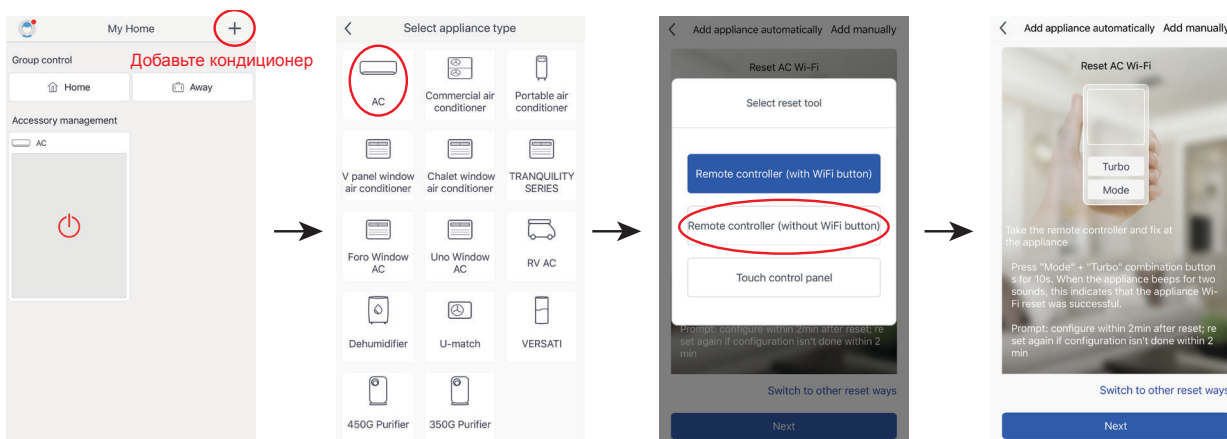 My Home
+
Добавьте кондиционер
Group control
Home
Away
Accessory management
AC
Select appliance type
AC
Commercial air
conditioner
Portable air
conditioner
V panel window
air conditioner
Chalet window
air conditioner
TRANQUILITY
SERIES
Foro Window
AC
Uno Window
AC
RV AC
Dehumidifier
U-match
VERSATI
450G Purifier
350G Purifier
Add appliance automatically Add manually
Reset AC Wi-Fi
Select reset tool
Remote controller (with WiFi button)
Remote controller (without WiFi button)
Touch control panel
Prompt: configure within 2min after reset; re
set again if configuration isn't done within 2
min
Switch to other reset ways
Next
Add appliance automatically Add manually
Reset AC Wi-Fi
Turbo
Mode
Take the remote controller and fix at
the appliance
Press "Mode" + "Turbo" combination button
s for 10s. When the appliance beeps for two
sounds, this indicates that the appliance Wi-
Fi reset was successful.
Prompt: configure within 2min after reset; re
set again if configuration isn't done within 2
min
Switch to other reset ways
Next